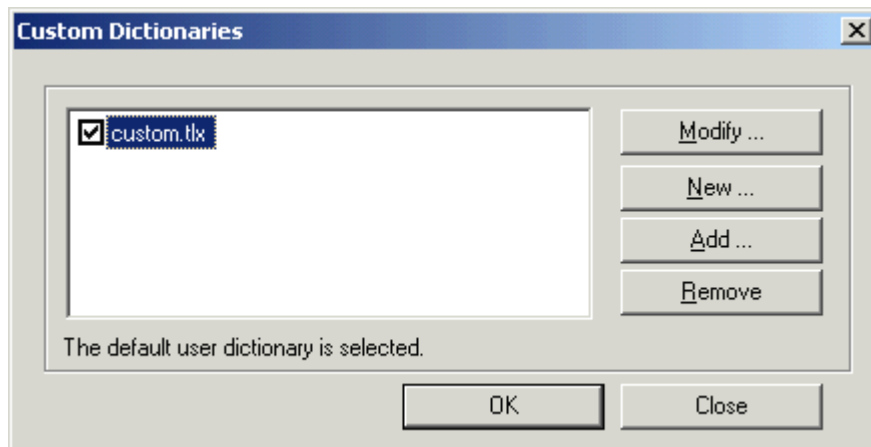 Custom Dictionaries
custom.tlx
Modify ...
New ...
Add ...
Remove
The default user dictionary is selected.
OK
Close